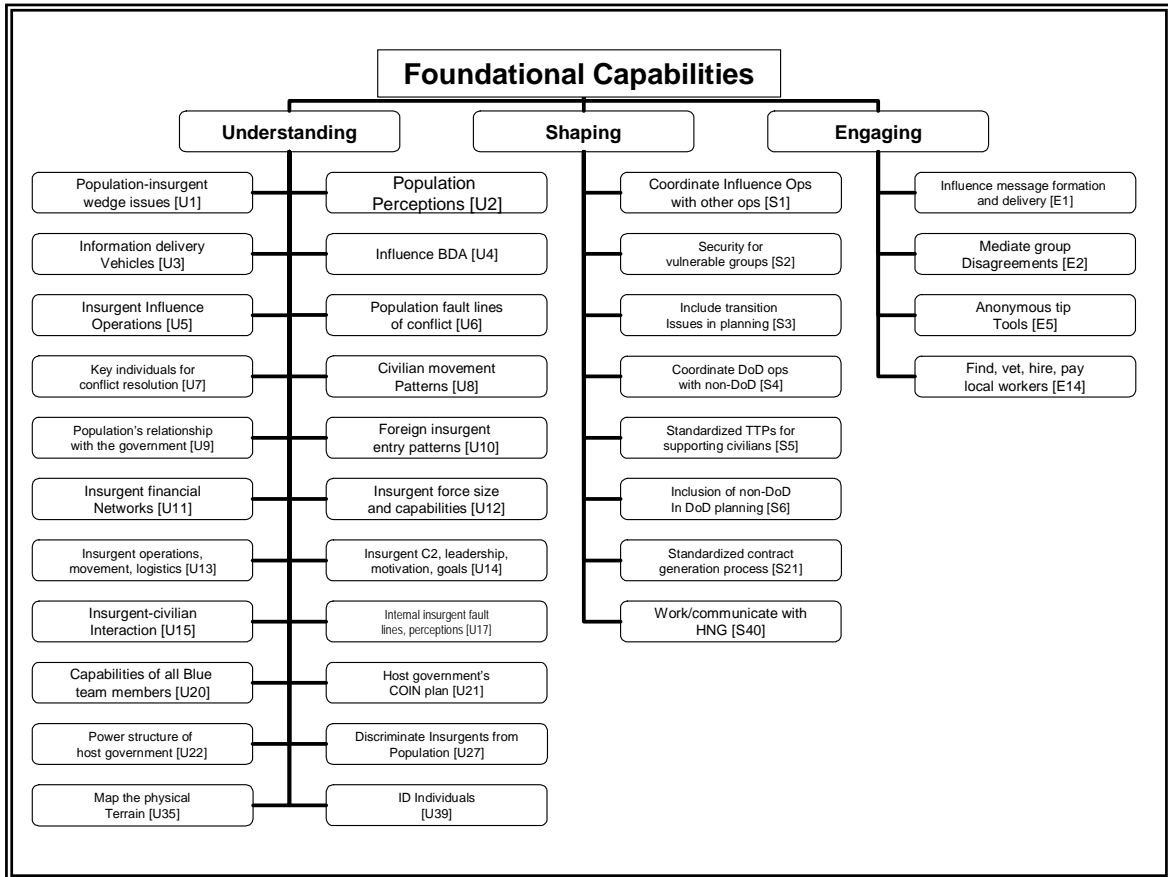 Foundational Capabilities
Understanding
Shaping
Engaging
Population-insurgent
wedge issues [U1]
Population
Perceptions [U2]
Information delivery
Vehicles [U3]
Influence BDA [U4]
Insurgent Influence
Operations [U5]
Population fault lines
of conflict [U6]
Key individuals for
conflict resolution [U7]
Civilian movement
Patterns [U8]
Population's relationship
with the government [U9]
Foreign insurgent
entry patterns [U10]
Insurgent financial
Networks [U11]
Insurgent force size
and capabilities [U12]
Insurgent operations,
movement, logistics [U13]
Insurgent C2, leadership,
motivation, goals [U14]
Insurgent-civilian
Interaction [U15]
Internal insurgent fault
lines, perceptions [U17]
Capabilities of all Blue
team members [U20]
Host government's
COIN plan [U21]
Power structure of
host government [U22]
Discriminate Insurgents from
Population [U27]
Map the physical
Terrain [U35]
ID Individuals
[U39]
Coordinate Influence Ops
with other ops [S1]
Security for
vulnerable groups [S2]
Include transition
Issues in planning [S3]
Coordinate DoD ops
with non-DoD [S4]
Standardized TTPs for
supporting civilians [S5]
Inclusion of non-DoD
In DoD planning [S6]
Standardized contract
generation process [S21]
Work/communicate with
HNG [S40]
Influence message formation
and delivery [E1]
Mediate group
Disagreements [E2]
Anonymous tip
Tools [E5]
Find, vet, hire, pay
local workers [E14]